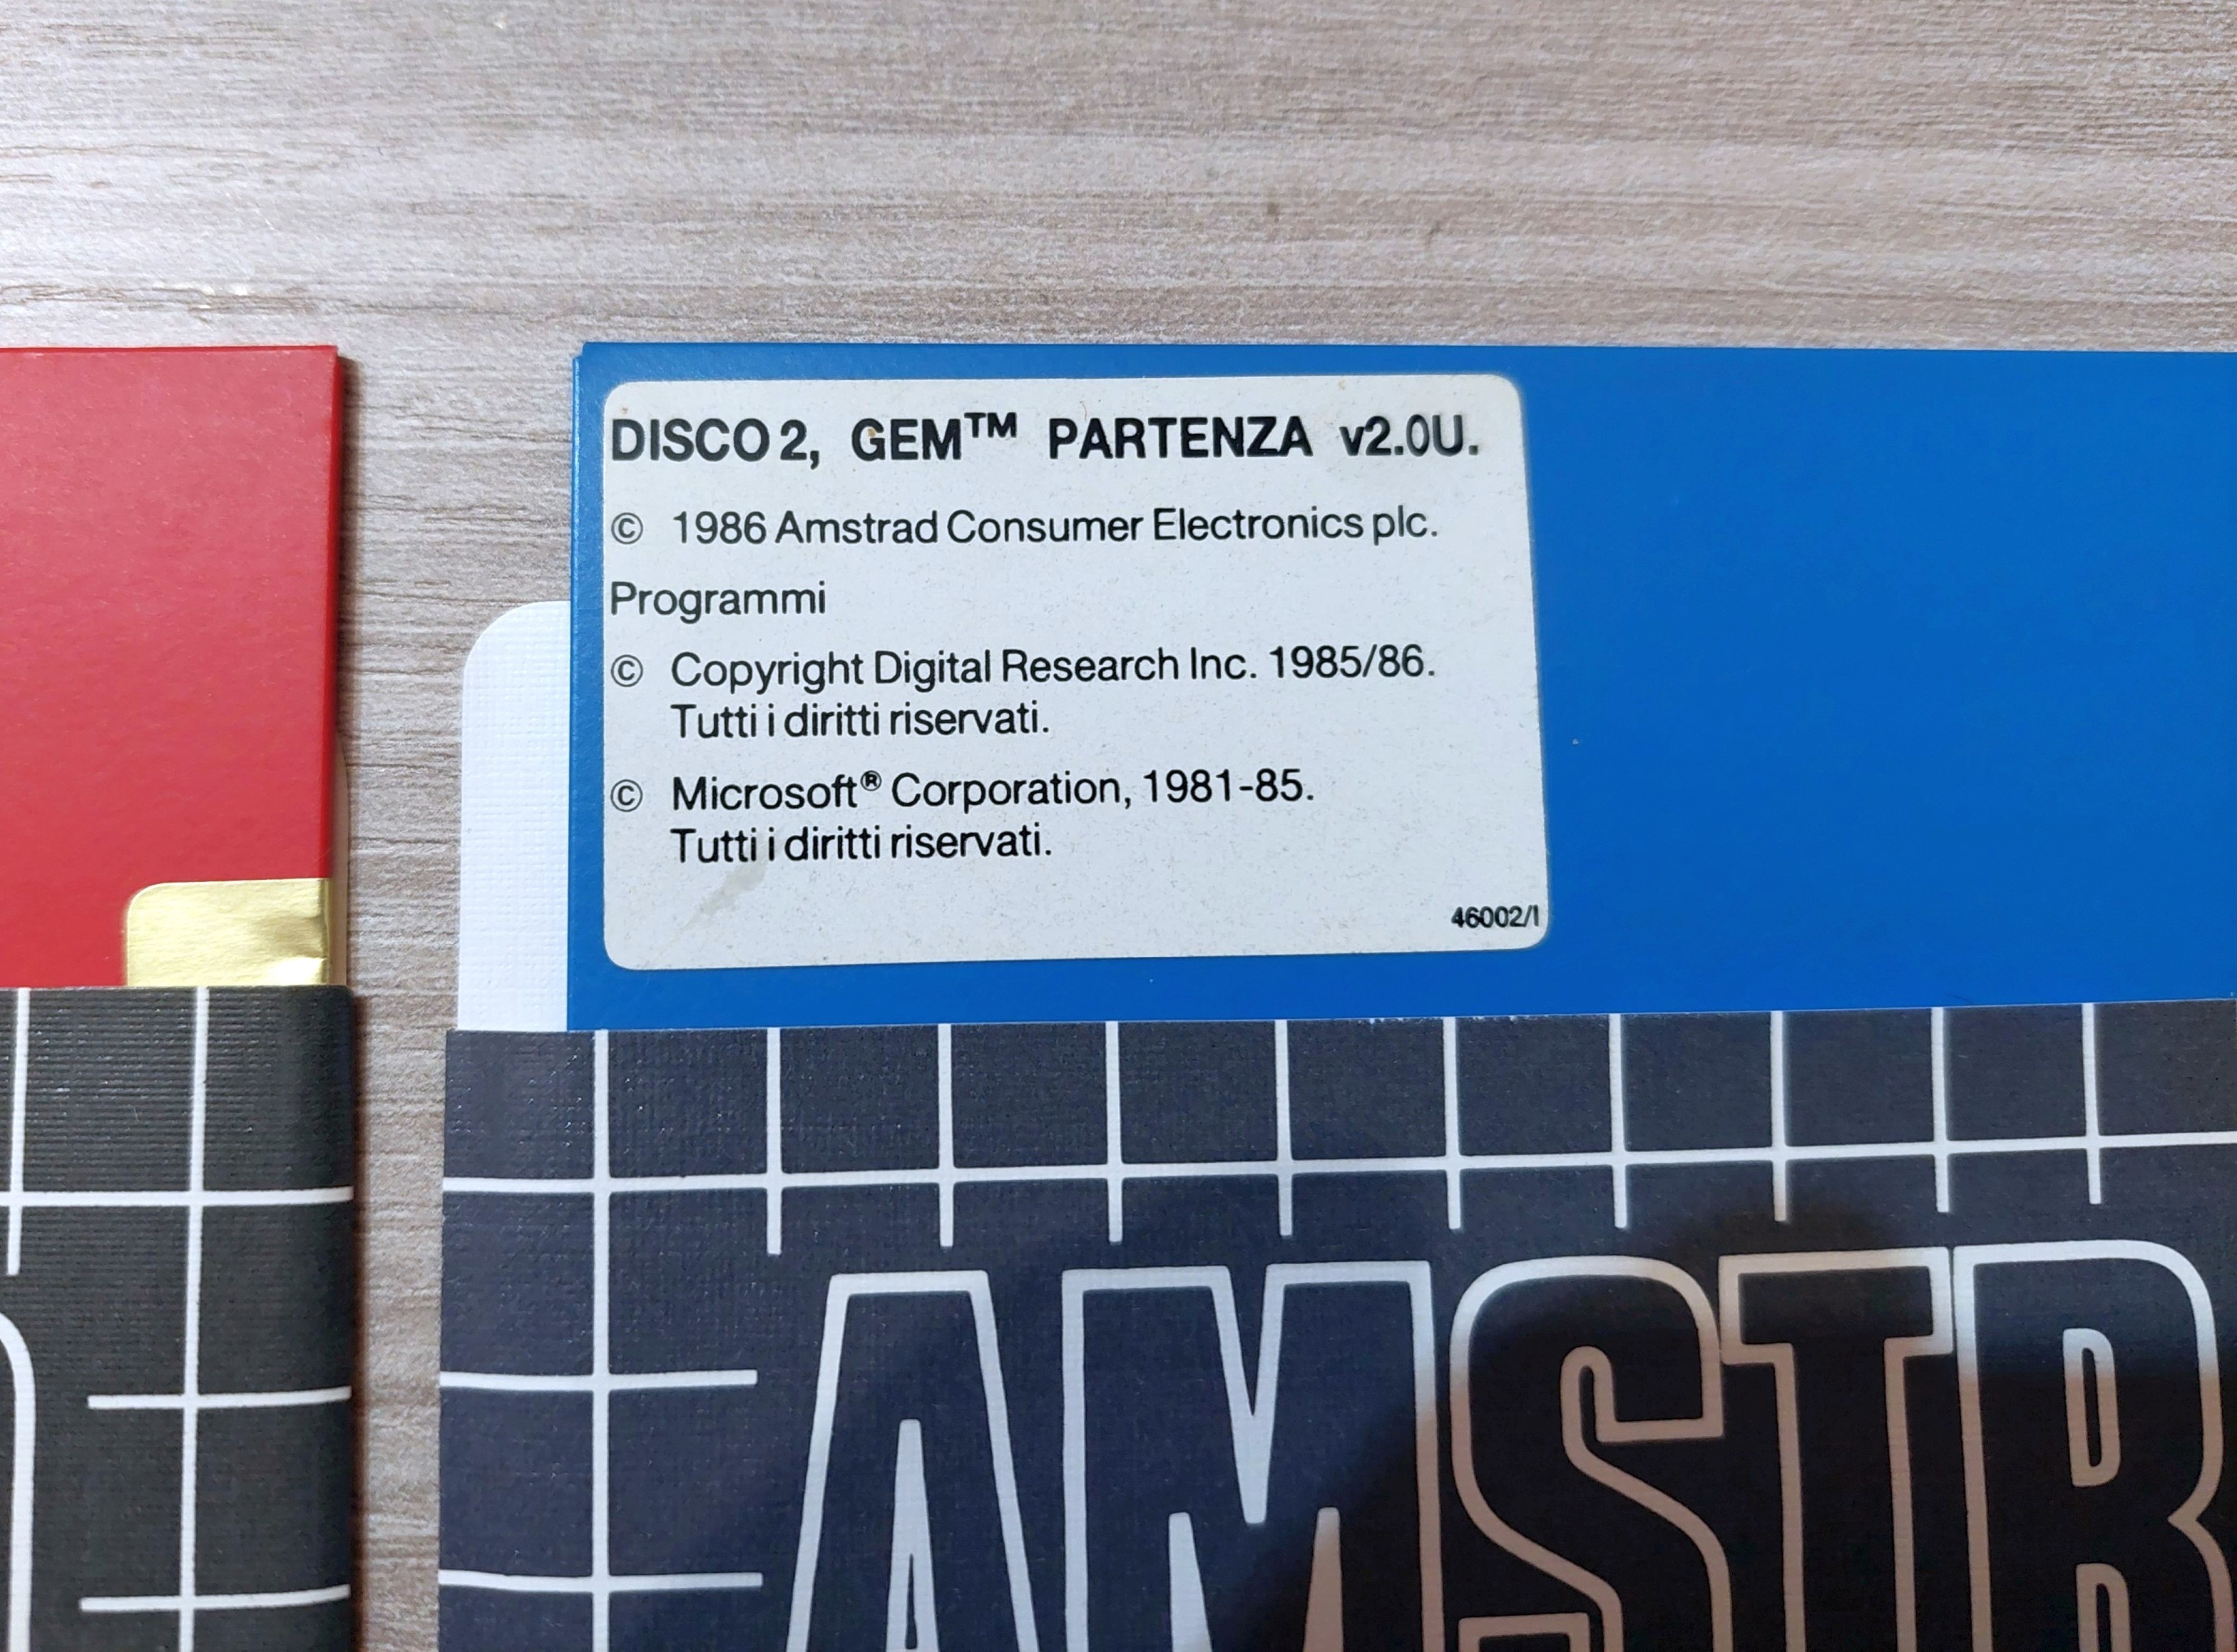 DISCO 2, GEM™ PARTENZA v2.0U.
© 1986 Amstrad Consumer Electronics plc.
Programmi
© Copyright Digital Research Inc. 1985/86.
Tutti i diritti riservati.
© Microsoft® Corporation, 1981-85.
Tutti i diritti riservati.
46002/I
AMSTR